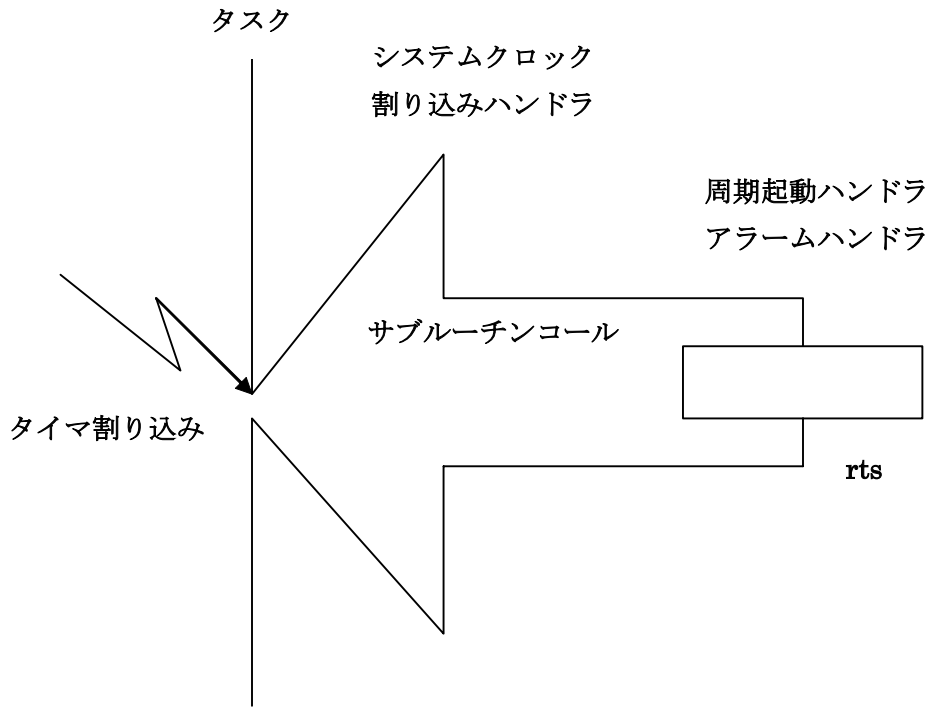 タスク
システムクロック
割り込みハンドラ
周期起動ハンドラ
アラームハンドラ
サブルーチンコール
タイマ割り込み
rts